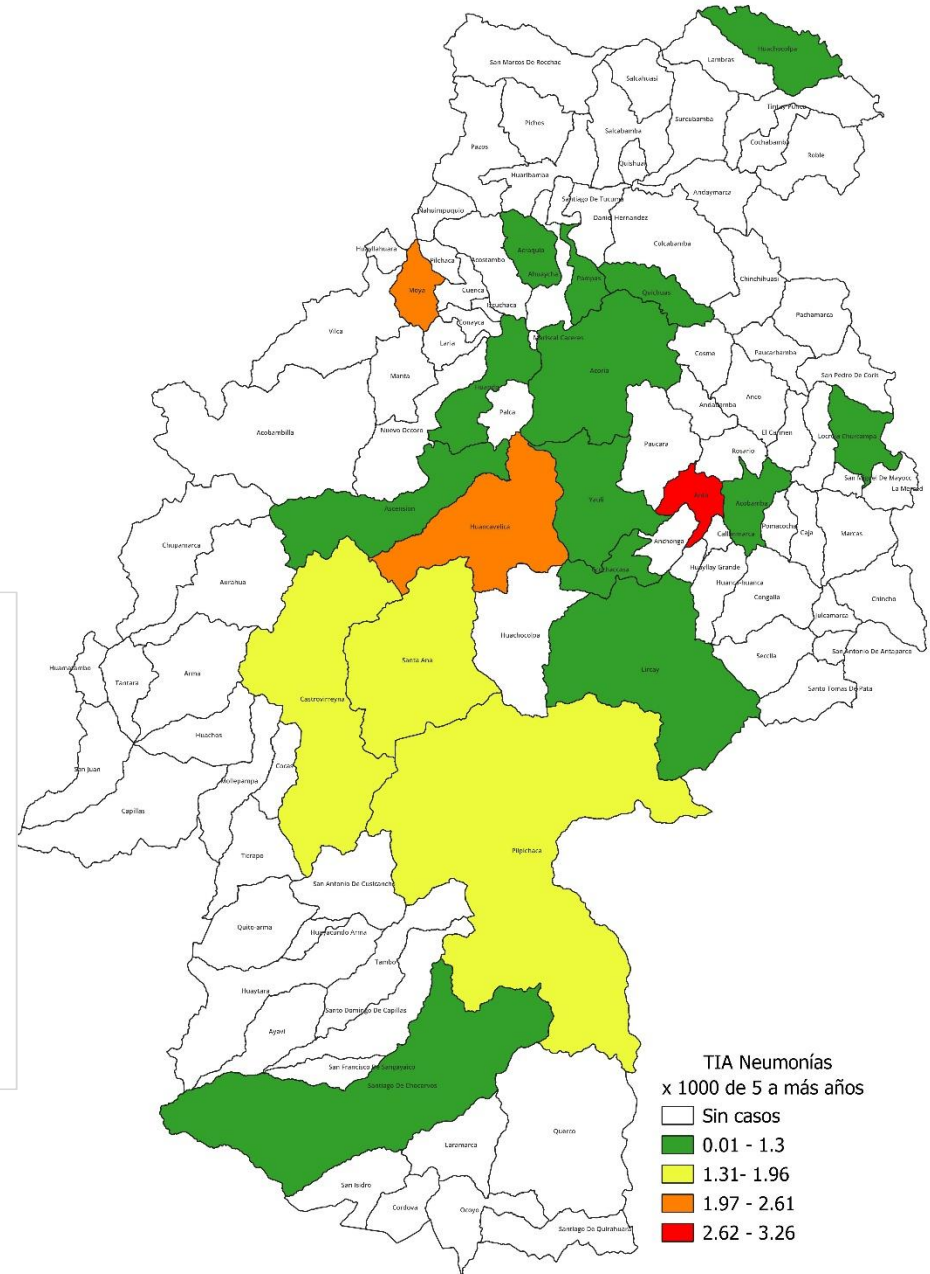 Huachocolpa
Lambras
San Marcos De Rocchac
Salcahuasi
Tintay Puncu
Surcabamba
Pichos
Salcabamba
Cochabamba
Pazos
Roble
Quishuar
Huaribamba
Andaymarca
Santiago De Tucuma
Ñahuimpuquio
Daniel Hernandez
Colcabamba
Huayllahuara
Acraquia
Pilchaca
Acostambo
Ahuaycha
Chinchihuasi
Moya
Cuenca
Pampas
Quichuas
Izcuchaca
Pachamarca
Conayca
Vilca
Mariscal Caceres
Laria
Cosme
Paucarbamba
Acoria
Manta
San Pedro De Coris
Huando
Anco
Andabamba
Palca
Nuevo Occoro
Acobambilla
El Carmen
Locroja
Churcampa
Paucara
Rosario
San Miguel De Mayocc
La Merced
Yauli
Anta
Acobamba
Ascension
Huancavelica
Pomacocha
Caja
Marcas
Anchonga
Callanmarca
Chupamarca
Huayllay Grande
Ccochaccasa
Aurahua
Huanca-huanca
Congalla
Chincho
Julcamarca
Huachocolpa
San Antonio De Antaparco
Secclla
Santa Ana
Huamatambo
Lircay
Arma
Tantara
Santo Tomas De Pata
Castrovirreyna
Huachos
Cocas
San Juan
Mollepampa
Capillas
Pilpichaca
Ticrapo
San Antonio De Cusicancha
Quito-arma
Huayacundo Arma
Tambo
Huaytara
Santo Domingo De Capillas
Ayavi
San Francisco De Sangayaico
Santiago De Chocorvos
Querco
Laramarca
San Isidro
Cordova
Ocoyo
Santiago De Quirahuara
TIA Neumonías
x 1000 de 5 a más años
Sin casos
0.01 - 1.3
1.31- 1.96
1.97 - 2.61
2.62 - 3.26